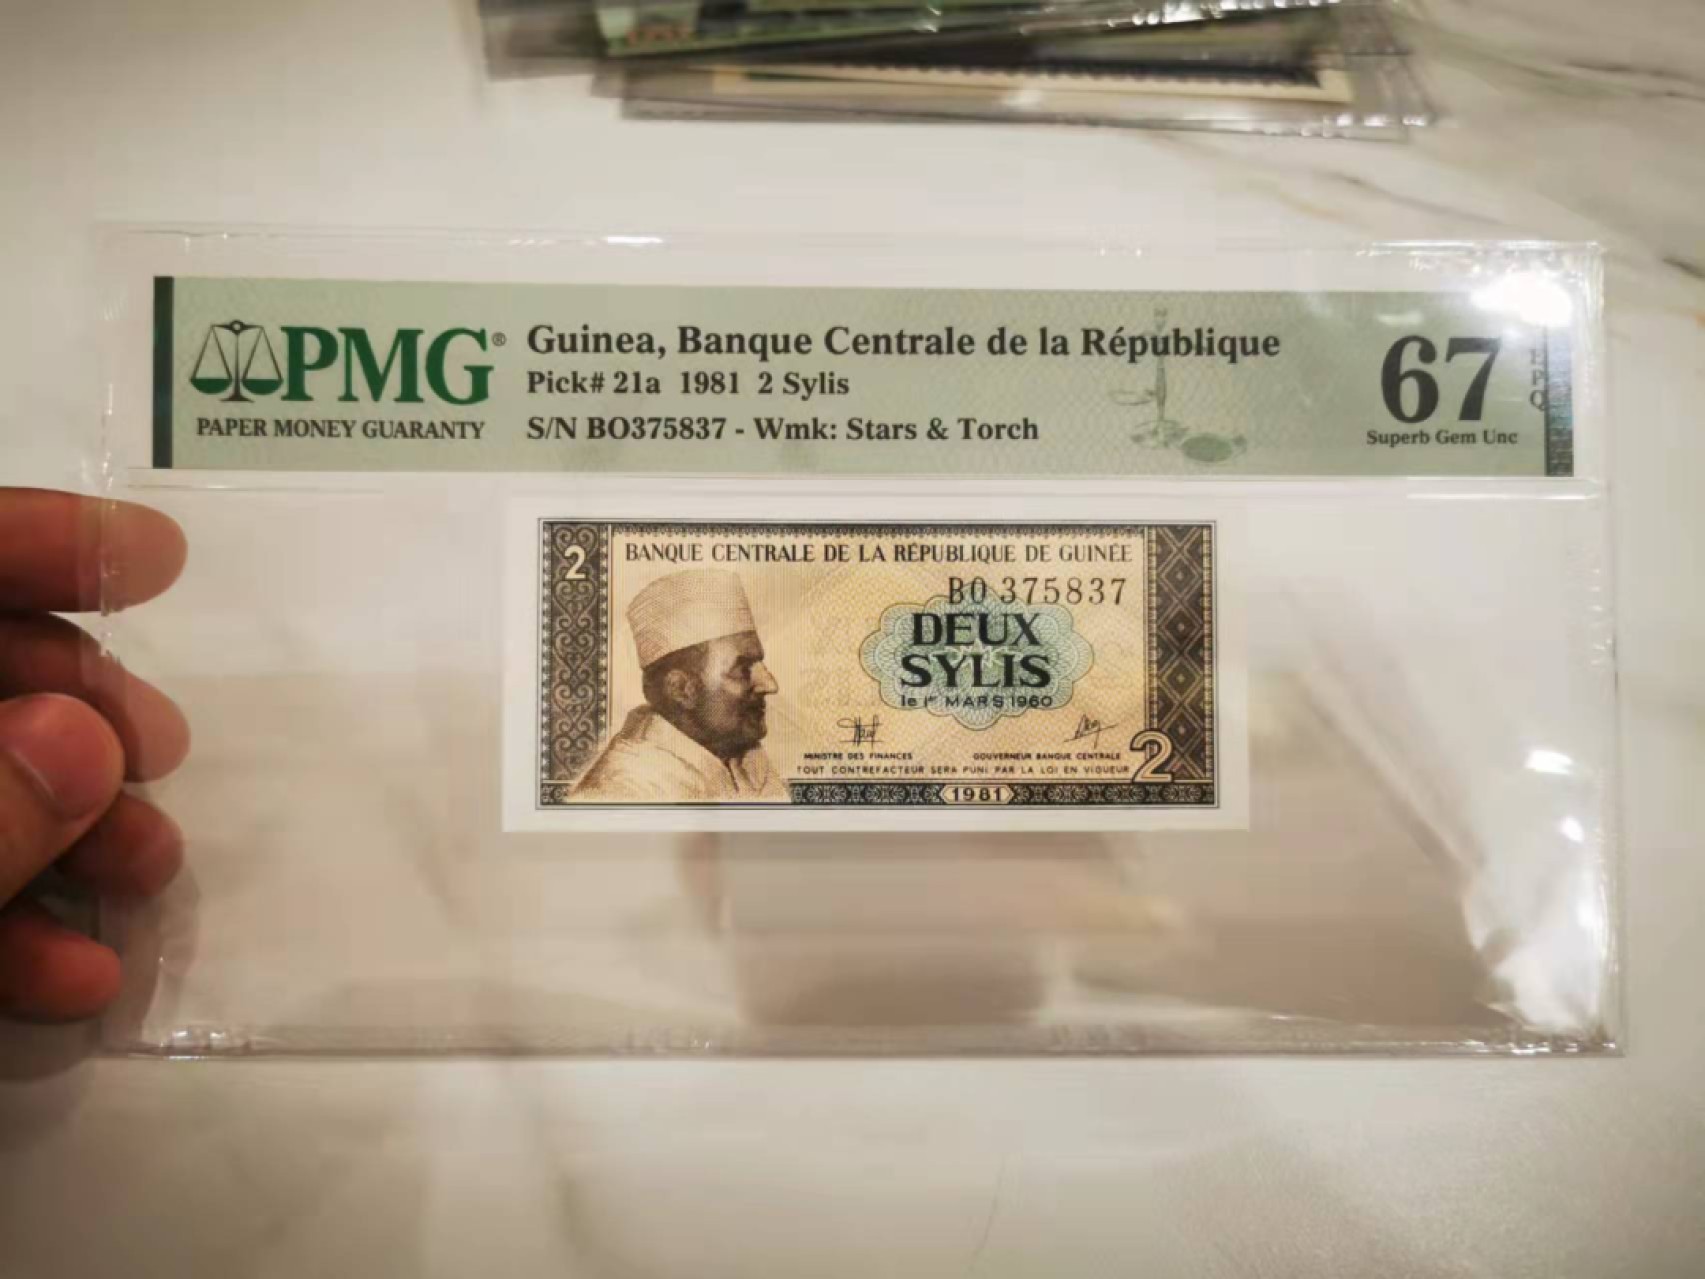 PMG®
PAPER MONEY GUARANTY
Guinea, Banque Centrale de la République
Pick# 21a 1981 2 Sylis
S/N BO375837 - Wmk: Stars & Torch
67
EPQ
Superb Gem Unc
2
BANQUE CENTRALE DE LA RÉPUBLIQUE DE GUINÉE
BO 375837
DEUX
SYLIS
le 1er MARS 1960
MINISTRE DES FINANCES
GOUVERNEUR BANQUE CENTRALE
TOUT CONTREFACTEUR SERA PUNI PAR LA LOI EN VIGUEUR
2
1981